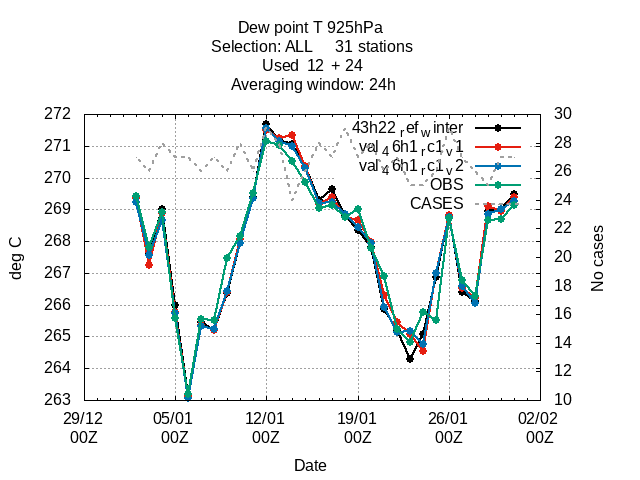 Dew point T 925hPa
Selection: ALL 31 stations
Used 12 + 24
Averaging window: 24h
272
271
270
269
268
267
266
265
264
263
deg C
30
28
26
24
22
20
18
16
14
12
10
No cases
43h22ref_winter
val_46h1_rc1_v1
val_46h1_rc1_v2
OBS
CASES
29/12 05/01 12/01 19/01 26/01 02/02
00Z 00Z 00Z 00Z 00Z 00Z
Date